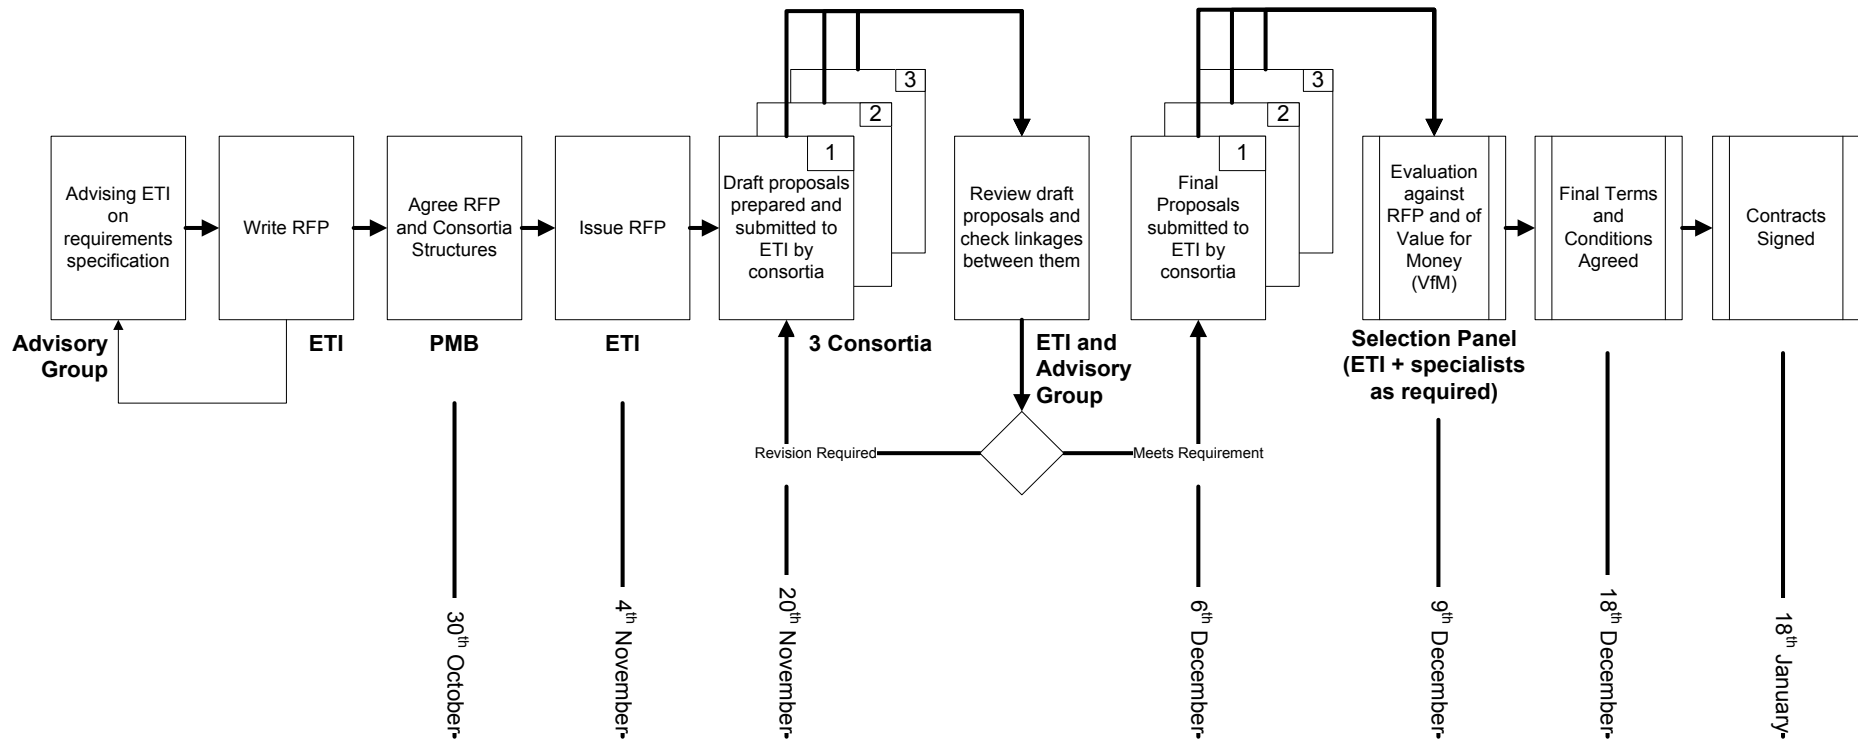 Advising ETI
on
requirements
specification
Advisory
Group
Write RFP
ETI
Agree RFP
and Consortia
Structures
PMB
Issue RFP
ETI
3
2
1
Draft proposals
prepared and
submitted to
ETI by
consortia
3 Consortia
Review draft
proposals and
check linkages
between them
ETI and
Advisory
Group
Revision Required
Meets Requirement
3
2
1
Final
Proposals
submitted to
ETI by
consortia
Evaluation
against
RFP and of
Value for
Money
(VfM)
Selection Panel
(ETI + specialists
as required)
Final Terms
and
Conditions
Agreed
Contracts
Signed
30th October
4th November
20th November
6th December
9th December
18th December
18th January